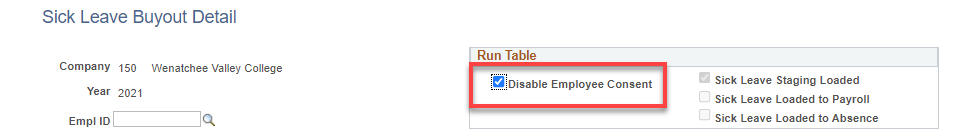 Sick Leave Buyout Detail
Run Table
Company 150 Wenatchee Valley College
Year 2021
Empl ID
Disable Employee Consent
Sick Leave Staging Loaded
Sick Leave Loaded to Payroll
Sick Leave Loaded to Absence